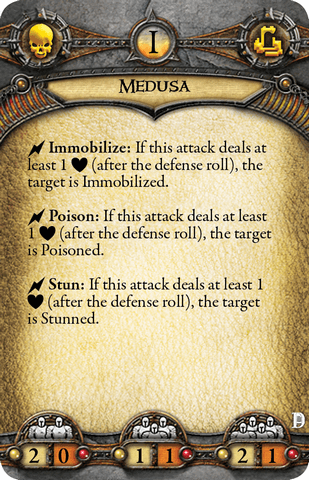 I
MEDUSA
Immobilize: If this attack deals at
least 1 (after the defense roll), the
target is Immobilized.
Poison: If this attack deals at least
1 (after the defense roll), the target
is Poisoned.
Stun: If this attack deals at least 1
(after the defense roll), the target
is Stunned.
D
2 0 1 1 2 1